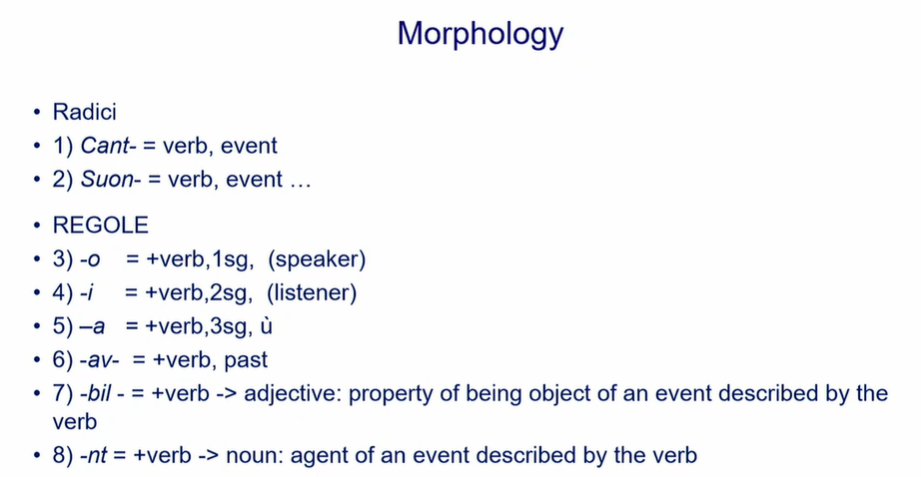 Morphology
• Radici
• 1) Cant- = verb, event
• 2) Suon- = verb, event …
• REGOLE
• 3) -o = +verb,1sg, (speaker)
• 4) -i = +verb,2sg, (listener)
• 5) –a = +verb,3sg, ù
• 6) -av- = +verb, past
• 7) -bil - = +verb -> adjective: property of being object of an event described by the
verb
• 8) -nt = +verb -> noun: agent of an event described by the verb